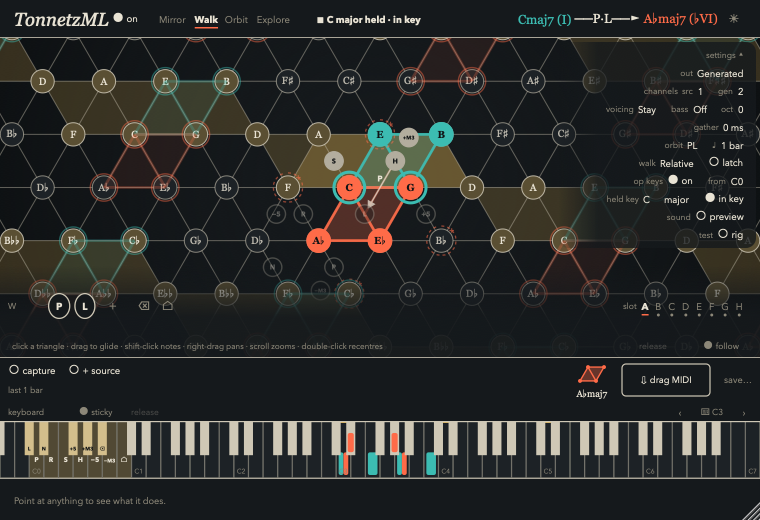 TonnetzML on Mirror Walk Orbit Explore C major held · in key Cmaj7 (I) P·L A♭maj7 (♭VI)
settings
out Generated
D A E B F♯ C♯ G♯ D♯ A♯
channels src 1 gen 2
voicing Stay bass Off oct 0
gather 0 ms
B♭ F C G D A E +M3 B F♯ C♯
orbit PL ♩ 1 bar
S H
walk Relative latch
P
op keys on from C0
D♭ A♭ E♭ B♭ F C G D A E
held key C major in key
~S R +S
sound preview
test rig
B♭♭ F♭ C♭ G♭ D♭ A♭ E♭ B♭ F C G
N R
D♭♭ A♭♭ E♭♭ B♭♭ F♭ C♭ G♭ D♭ A♭ E♭ B♭ F
W P L + slot A B C D E F G H
click a triangle · drag to glide · shift-click notes · right-drag pans · scroll zooms · double-click recentres release follow
capture + source
last 1 bar
A♭maj7
⇩ drag MIDI
save...
keyboard sticky release ‹ C3 ›
L N +S +M3
P R S H ~S ~M3
C0 C1 C2 C4 C5 C6 C7
Point at anything to see what it does.